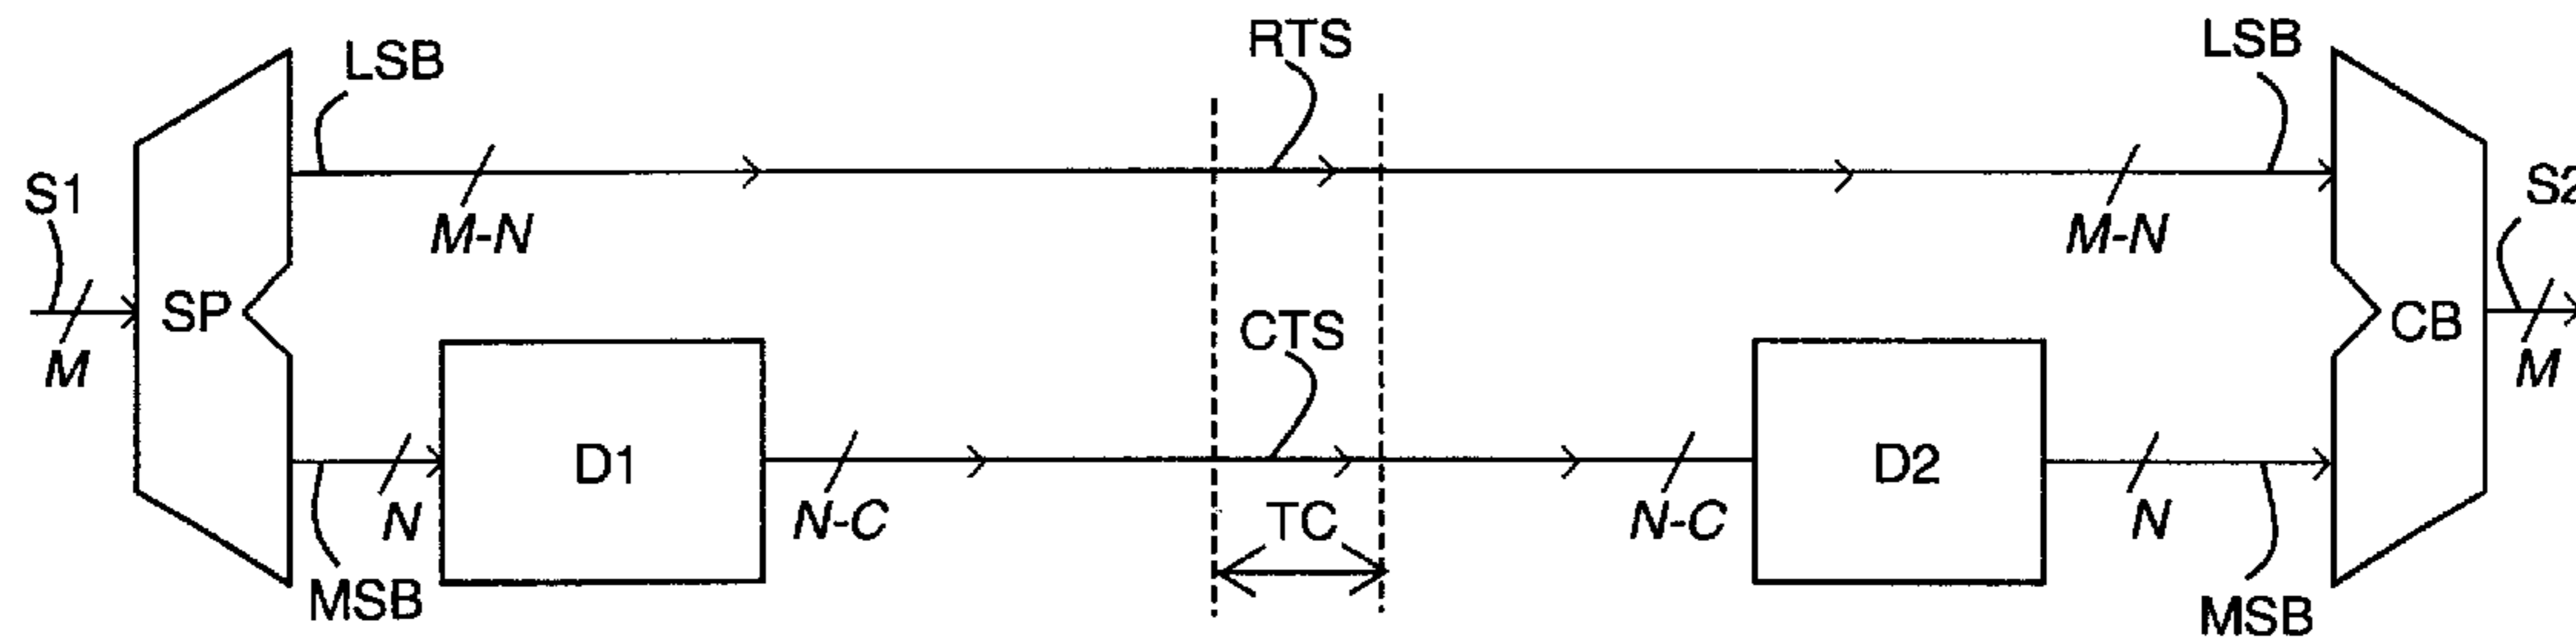 RTS
LSB
LSB
S1
S2
M-N
M-N
SP
CB
CTS
M
M
D1
D2
N
N-C
TC
N-C
N
MSB
MSB